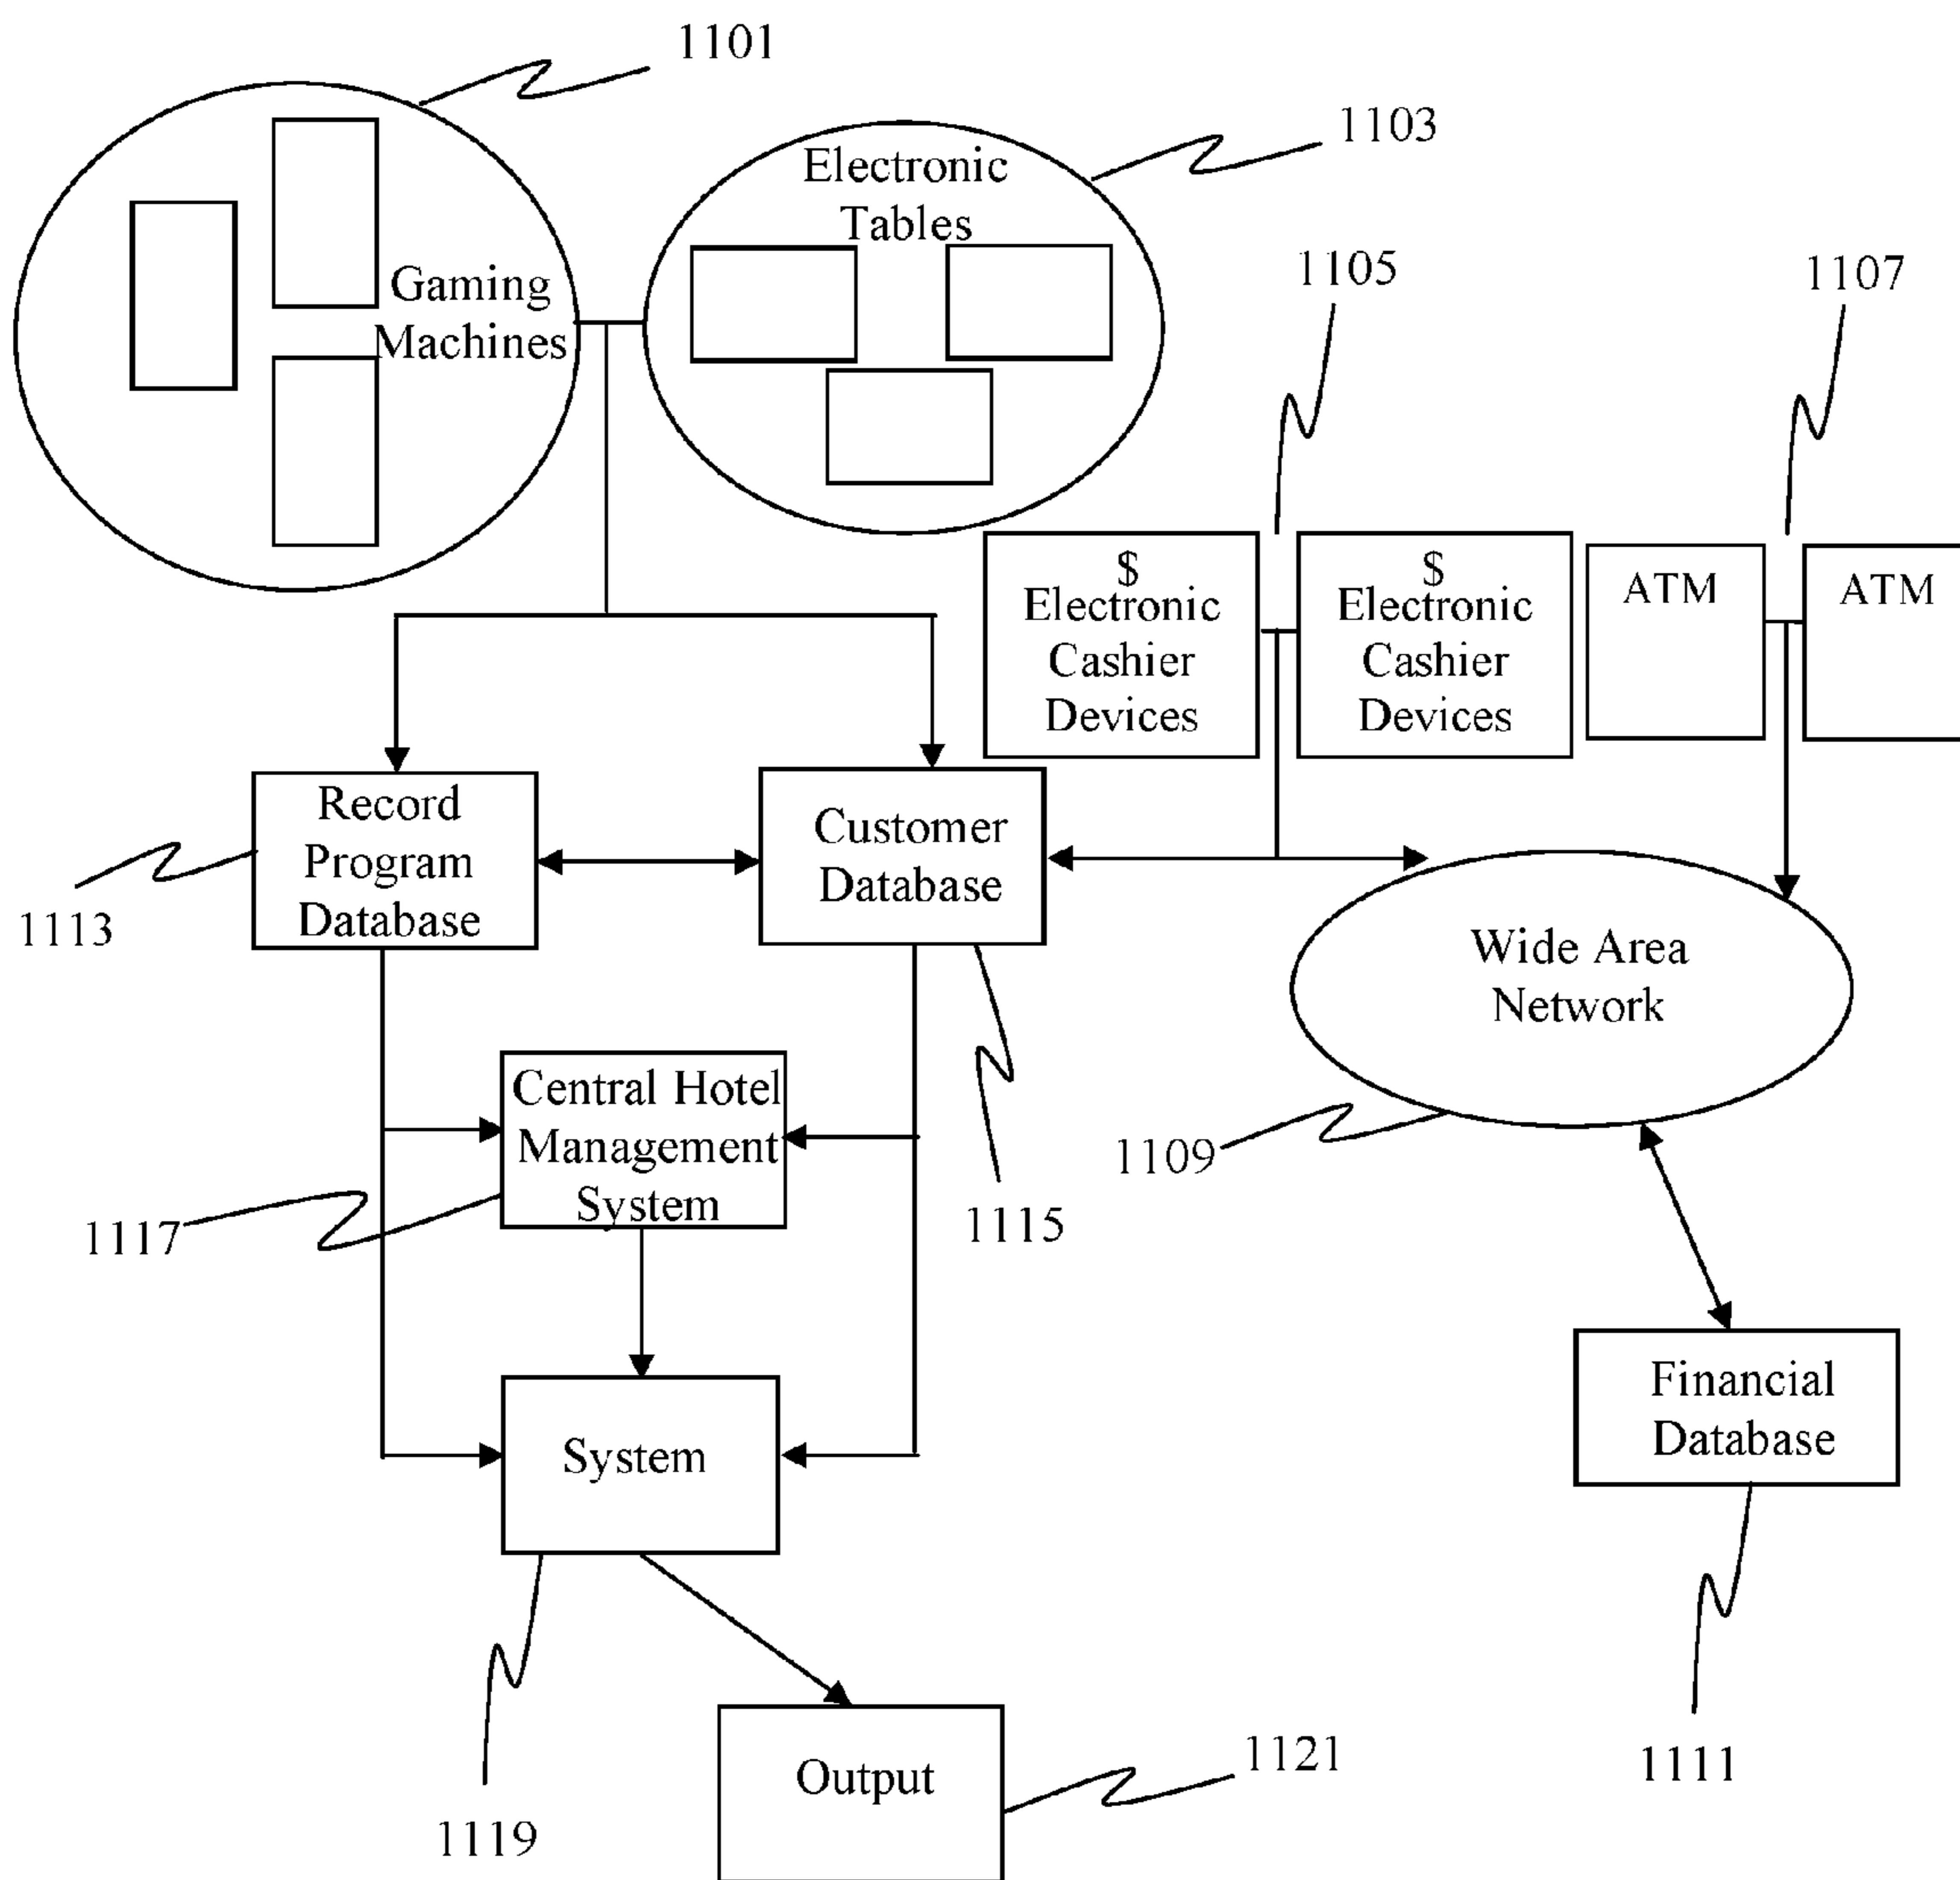 1101
1103
Electronic
Tables
Gaming
Machines
1105
1107
$
Electronic
Cashier
Devices
$
Electronic
Cashier
Devices
ATM
ATM
Record
Program
Database
Customer
Database
1113
Wide Area
Network
Central Hotel
Management
System
1109
1117
1115
Financial
Database
System
1111
Output
1121
1119